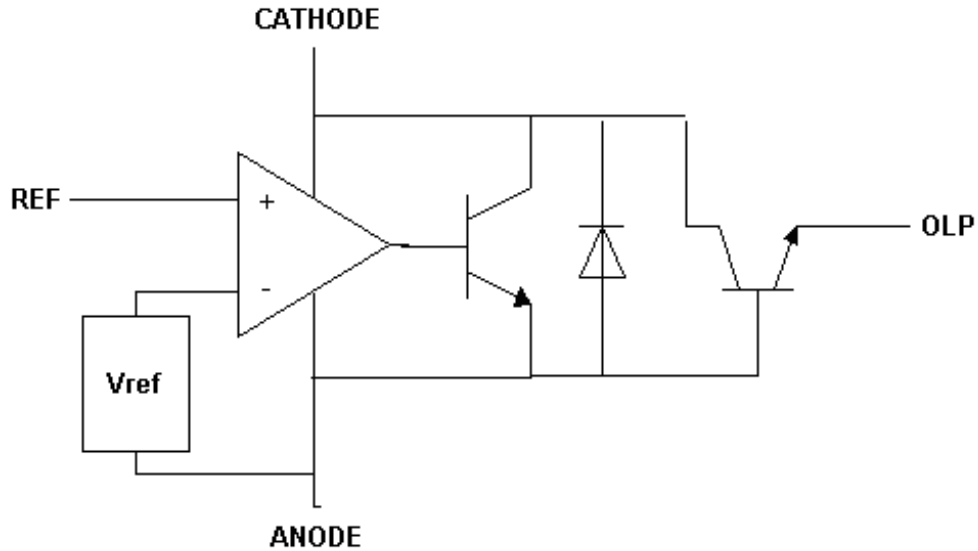 CATHODE
REF
+
OLP
-
Vref
ANODE